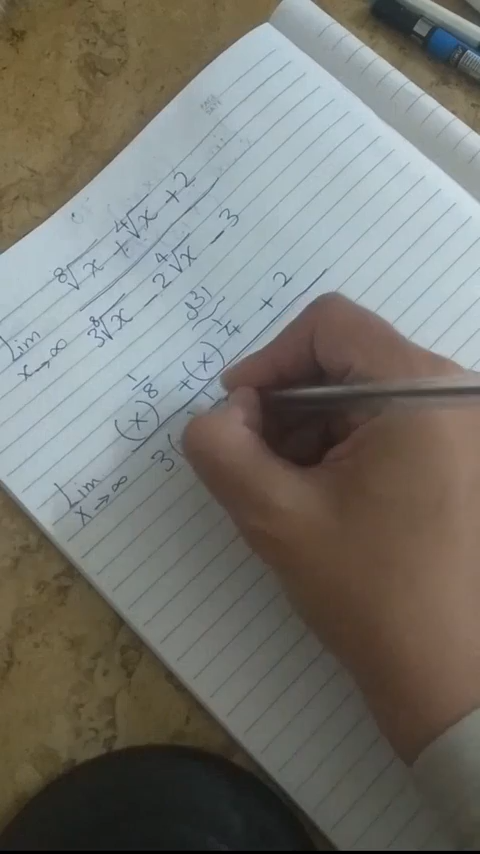 Lim x→∞ (⁸√x + ⁴√x + 2) / (3⁸√x - 2⁴√x - 3)
Lim x→∞ ((x)^(1/8) + (x)^(1/4) + 2) / 3(